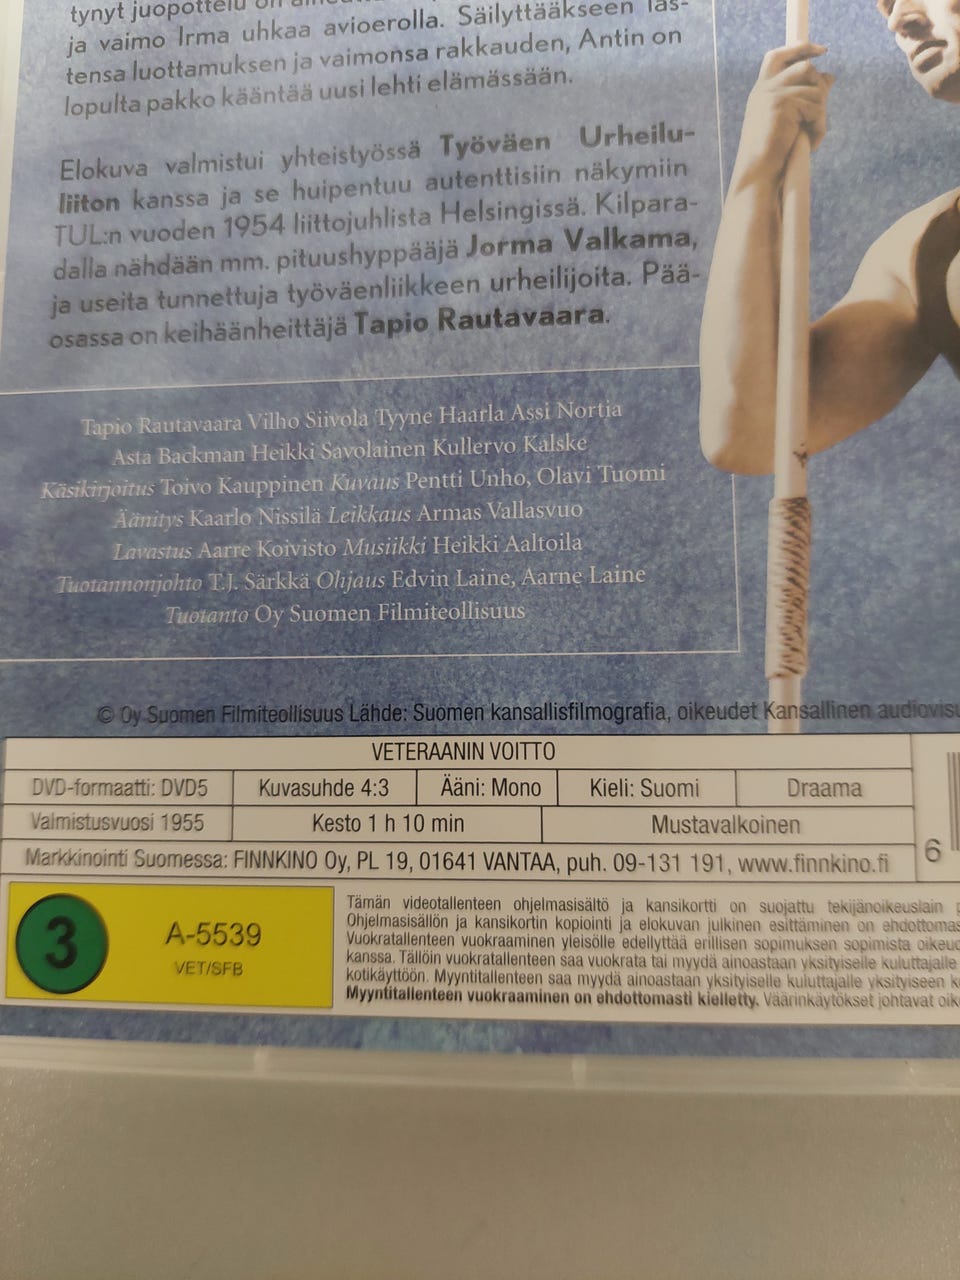 tynyt juopottelu on
ja vaimo Irma uhkaa avioerolla. Säilyttääkseen las-
tensa luottamuksen ja vaimonsa rakkauden, Antin on
lopulta pakko kääntää uusi lehti elämässään.
Elokuva valmistui yhteistyössä Työväen Urheilu-
liiton kanssa ja se huipentuu autenttisiin näkymiin
TUL:n vuoden 1954 liittojuhlista Helsingissä. Kilpara-
dalla nähdään mm. pituushyppääjä Jorma Valkama,
ja useita tunnettuja työväenliikkeen urheilijoita. Pää-
osassa on keihäänheittäjä Tapio Rautavaara.
Tapio Rautavaara Vilho Siivola Tyyne Haarla Assi Nortia
Asta Backman Heikki Savolainen Kullervo Kalske
Käsikirjoitus Toivo Kauppinen Kuvaus Pentti Unho, Olavi Tuomi
Äänitys Kaarlo Nissilä Leikkaus Armas Vallasvuo
Lavastus Aarre Koivisto Musiikki Heikki Aaltoila
Tuotannonjohto T.J. Särkkä Ohjaus Edvin Laine, Aarne Laine
Tuotanto Oy Suomen Filmiteollisuus
© Oy Suomen Filmiteollisuus Lähde: Suomen kansallisfilmografia, oikeudet Kansallinen audiovisu
VETERAANIN VOITTO
DVD-formaatti: DVD5 Kuvasuhde 4:3 Ääni: Mono Kieli: Suomi Draama
Valmistusvuosi 1955 Kesto 1 h 10 min Mustavalkoinen
Markkinointi Suomessa: FINNKINO Oy, PL 19, 01641 VANTAA, puh. 09-131 191, www.finnkino.fi
6
3 A-5539
VET/SFB
Tämän videotallenteen ohjelmasisältö ja kansikortti on suojattu tekijänoikeuslain
Ohjelmasisällön ja kansikortin kopiointi ja elokuvan julkinen esittäminen on ehdottomas
Vuokratallenteen vuokraaminen yleisölle edellyttää erillisen sopimuksen sopimista oikeu
kanssa. Tällöin vuokratallenteen saa vuokrata tai myydä ainoastaan yksityiselle kuluttajalle
kotikäyttöön. Myyntitallenteen saa myydä ainoastaan yksityiselle kuluttajalle yksityiseen k
Myyntitallenteen vuokraaminen on ehdottomasti kielletty. Väärinkäytökset johtavat oik